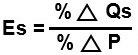 Es = % △ Qs
% △ P